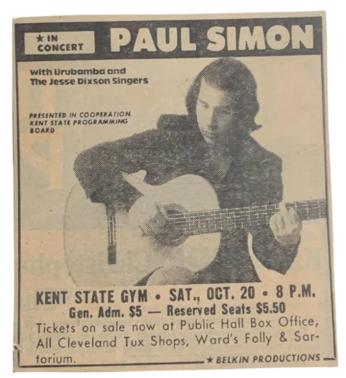 ★ IN
CONCERT
PAUL SIMON
with Urubamba and
The Jesse Dixson Singers
PRESENTED IN COOPERATION
KENT STATE PROGRAMMING
BOARD
KENT STATE GYM • SAT., OCT. 20 • 8 P.M.
Gen. Adm. $5 — Reserved Seats $5.50
Tickets on sale now at Public Hall Box Office,
All Cleveland Tux Shops, Ward's Folly & Sar-
torium.
★ BELKIN PRODUCTIONS